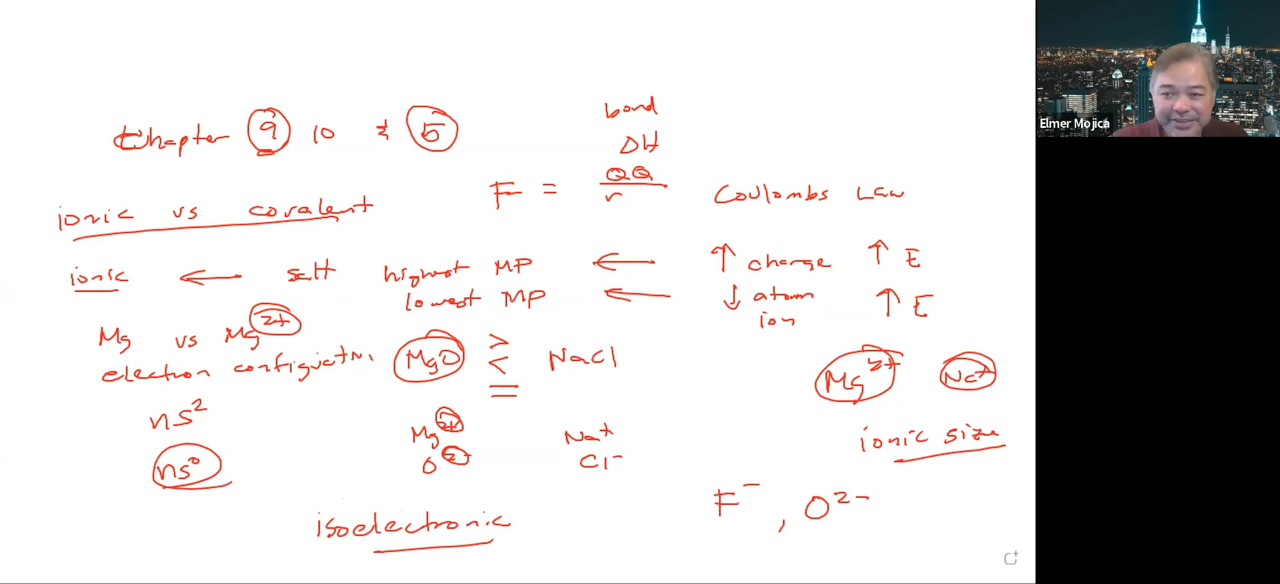 Chapter 9 10 & 5
bond
ΔH
F = QQ
r
Coulombs Law
ionic vs covalent
ionic ← salt
highest MP ← ↑ charge ↑ E
lowest MP ← ↓ atom ↑ E
ion
Mg vs Mg2+
electron configuratn.
ns2
ns0
MgO > NaCl
<
=
Mg2+ Na+
O2- Cl-
Mg2+ Na+
ionic size
F-, O2-
isoelectronic
Elmer Mojica